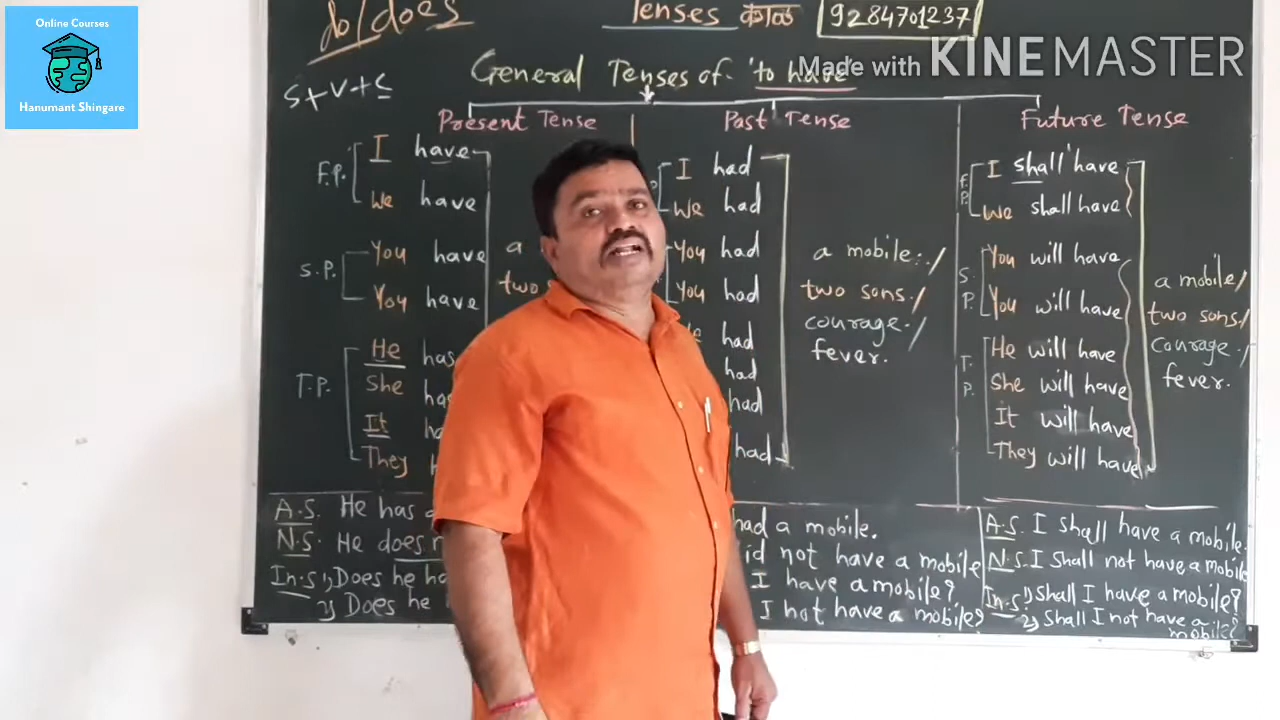 Online Courses
Hanumant Shingare
Made with KINEMASTER
do/does
Tenses काळ 9284701237
General Tenses of 'to have'
S+V+C
Present Tense
F.P. I have
We have
S.P. You have
You have
T.P. He has
She has
It
They
a
two
Past Tense
I had
We had
You had
You had
had
had
had
had
a mobile./
two sons./
courage./
fever.
Future Tense
F.P. I shall have
We shall have
S.P. You will have
You will have
T.P. He will have
She will have
It will have
They will have
a mobile/
two sons/
courage./
fever.
A.S. He has
N.S. He does
In.s 1) Does he
2) Does he
had a mobile.
id not have a mobile
I have a mobile?
I not have a mobile?
A.S. I shall have a mobile.
N.S. I shall not have a mobile
In.s 1) shall I have a mobile?
2) shall I not have a
mobile?